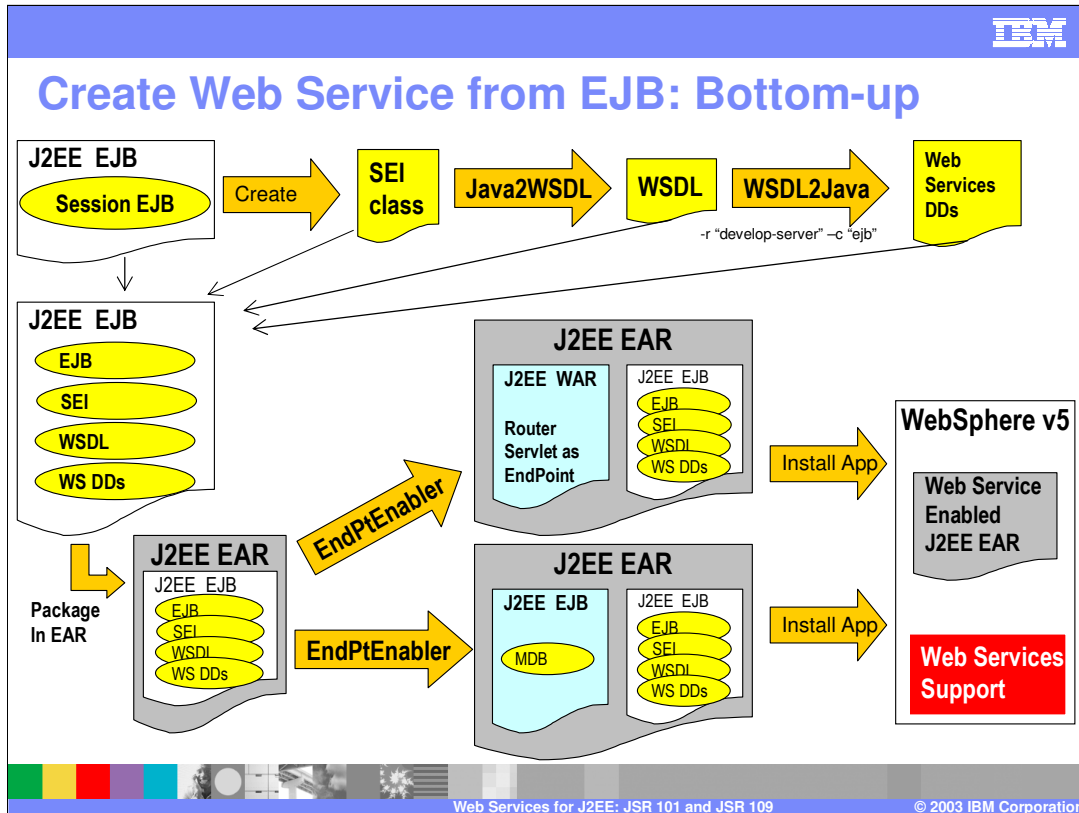 IBM
Create Web Service from EJB: Bottom-up
J2EE EJB
Session EJB
Create
SEI
class
Java2WSDL
WSDL
WSDL2Java
-r “develop-server” –c “ejb”
Web
Services
DDs
J2EE EJB
EJB
SEI
WSDL
WS DDs
Package
In EAR
J2EE EAR
J2EE EJB
EJB
SEI
WSDL
WS DDs
EndPtEnabler
EndPtEnabler
J2EE EAR
J2EE WAR
Router
Servlet as
EndPoint
J2EE EJB
EJB
SEI
WSDL
WS DDs
Install App
J2EE EAR
J2EE EJB
MDB
J2EE EJB
EJB
SEI
WSDL
WS DDs
Install App
WebSphere v5
Web Service
Enabled
J2EE EAR
Web Services
Support
Web Services for J2EE: JSR 101 and JSR 109
© 2003 IBM Corporation